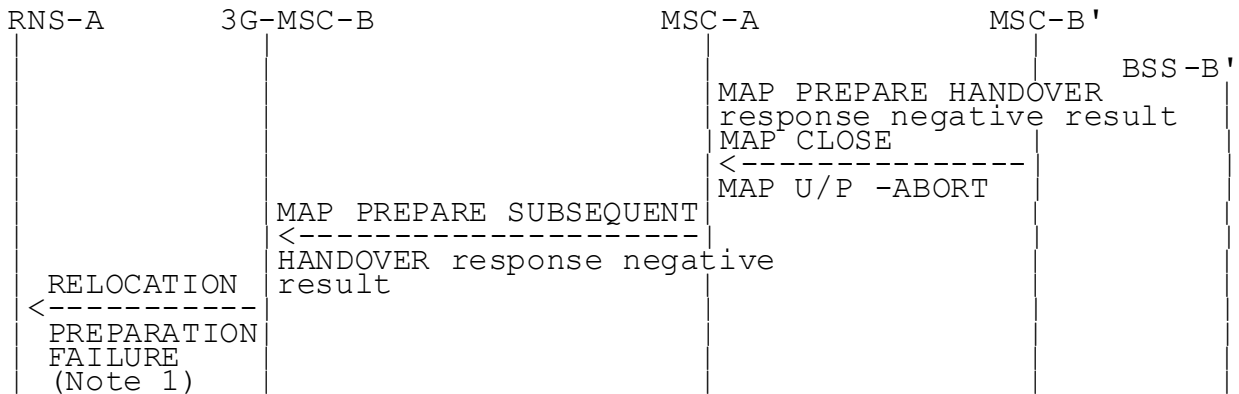 RNS-A 3G-MSC-B MSC-A MSC-B'
BSS-B'
MAP PREPARE HANDOVER
response negative result
MAP CLOSE
MAP U/P -ABORT
MAP PREPARE SUBSEQUENT
HANDOVER response negative
RELOCATION result
PREPARATION
FAILURE
(Note 1)